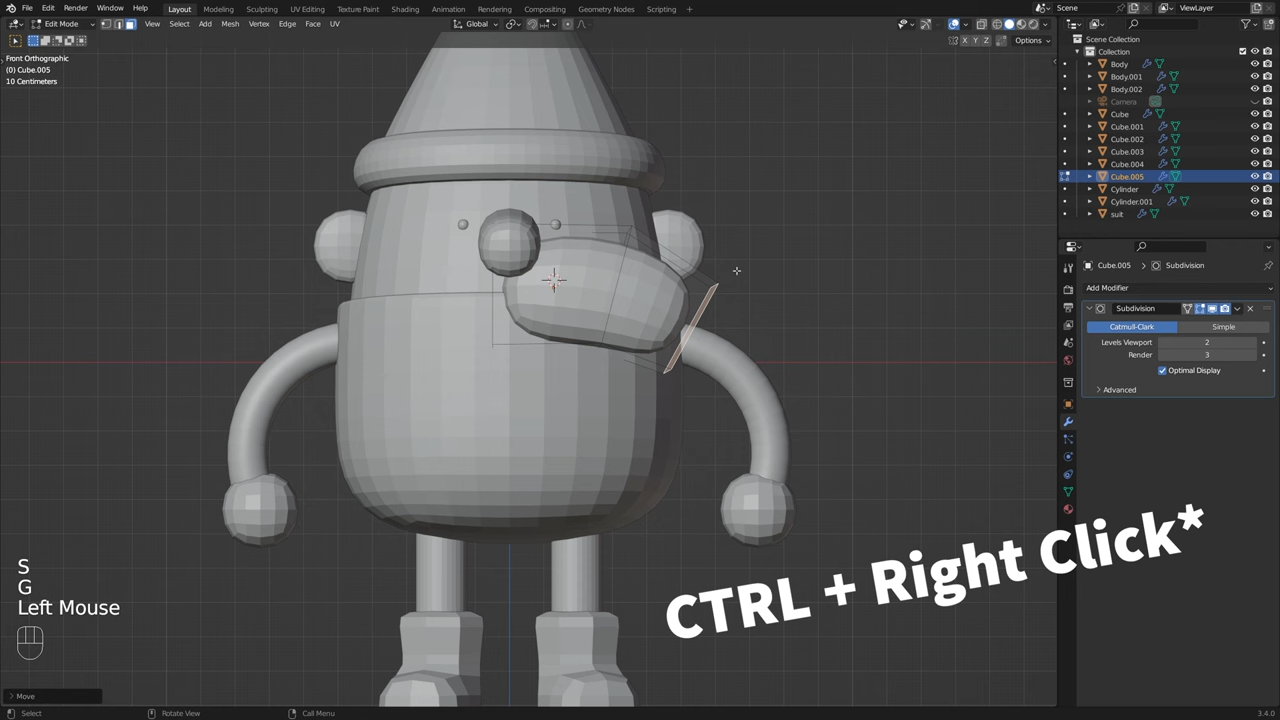 File Edit Render Window Help Layout Modeling Sculpting UV Editing Texture Paint Shading Animation Rendering Compositing Geometry Nodes Scripting + Scene ViewLayer
Edit Mode View Select Add Mesh Vertex Edge Face UV Global
X Y Z Options
Front Orthographic
(0) Cube.005
10 Centimeters
Scene Collection
Collection
Body
Body.001
Body.002
Camera
Cube
Cube.001
Cube.002
Cube.003
Cube.004
Cube.005
Cylinder
Cylinder.001
suit
Cube.005 > Subdivision
Add Modifier
Subdivision
Catmull-Clark Simple
Levels Viewport 2
Render 3
Optimal Display
Advanced
CTRL + Right Click*
S
G
Left Mouse
Move
Select Rotate View Call Menu 3.4.0